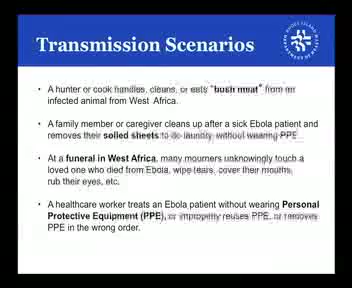 Transmission Scenarios
• A hunter or cook handles, cleans, or eats "bush meat" from an
infected animal from West Africa.
• A family member or caregiver cleans up after a sick Ebola patient and
removes their soiled sheets to do laundry, without wearing PPE.
• At a funeral in West Africa, many mourners unknowingly touch a
loved one who died from Ebola, wipe tears, cover their mouths,
rub their eyes, etc.
• A healthcare worker treats an Ebola patient without wearing Personal
Protective Equipment (PPE), or improperly reuses PPE, or removes
PPE in the wrong order.